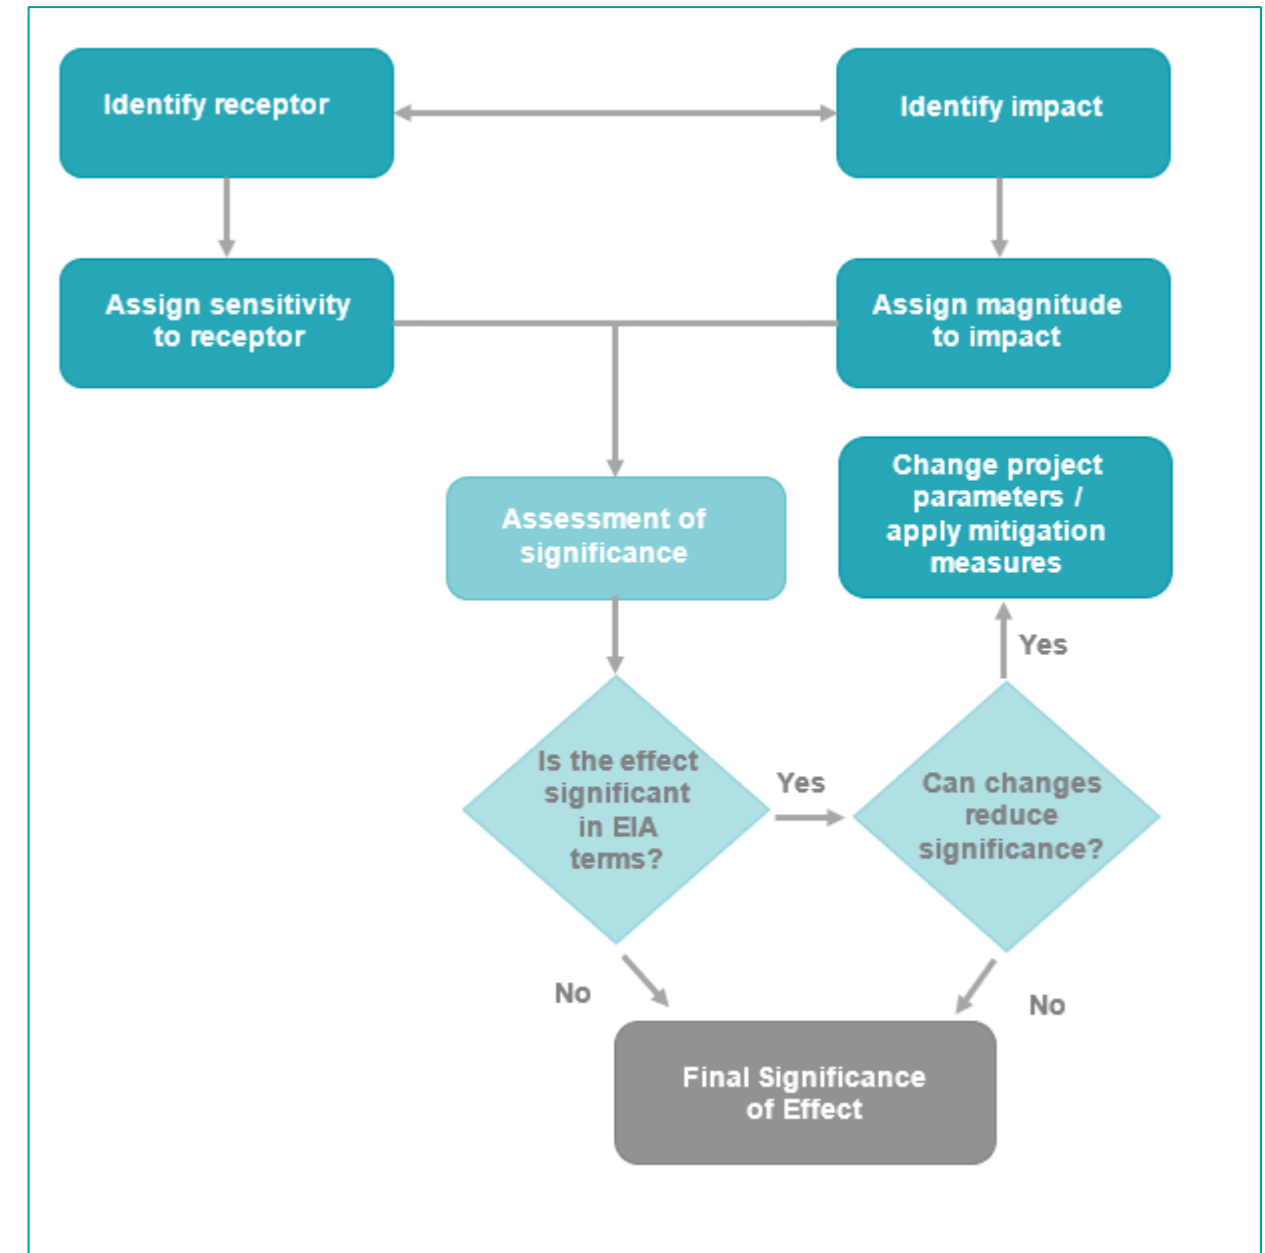 Identify receptor
Identify impact
Assign sensitivity
to receptor
Assign magnitude
to impact
Change project
parameters /
apply mitigation
measures
Assessment of
significance
Yes
Is the effect
significant
in EIA
terms?
Yes
Can changes
reduce
significance?
No
No
Final Significance
of Effect